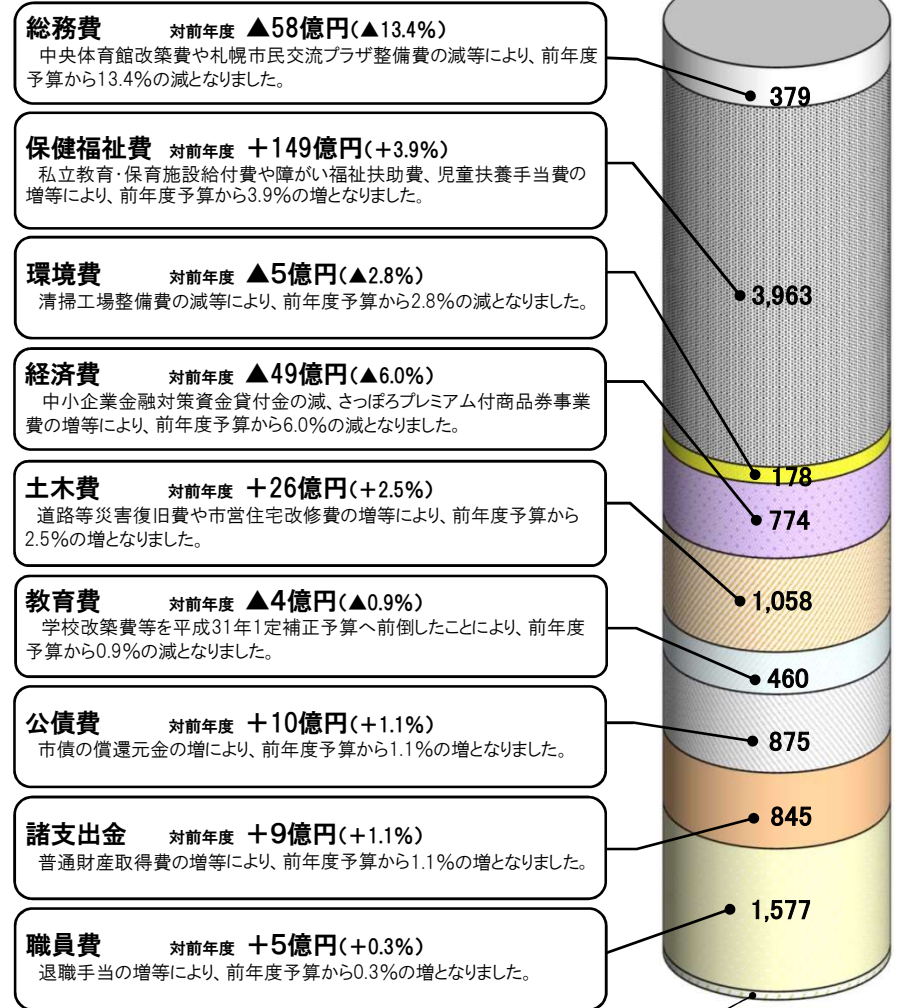 総務費 対前年度 ▲58億円(▲13.4%)
中央体育館改築費や札幌市民交流プラザ整備費の減等により、前年度
予算から13.4%の減となりました。
379
保健福祉費 対前年度 +149億円(+3.9%)
私立教育・保育施設給付費や障がい福祉扶助費、児童扶養手当費の
増等により、前年度予算から3.9%の増となりました。
3,963
環境費 対前年度 ▲5億円(▲2.8%)
清掃工場整備費の減等により、前年度予算から2.8%の減となりました。
178
経済費 対前年度 ▲49億円(▲6.0%)
中小企業金融対策資金貸付金の減、さっぽろプレミアム付商品券事業
費の増等により、前年度予算から6.0%の減となりました。
774
土木費 対前年度 +26億円(+2.5%)
道路等災害復旧費や市営住宅改修費の増等により、前年度予算から
2.5%の増となりました。
1,058
教育費 対前年度 ▲4億円(▲0.9%)
学校改築費等を平成31年1定補正予算へ前倒したことにより、前年度
予算から0.9%の減となりました。
460
公債費 対前年度 +10億円(+1.1%)
市債の償還元金の増により、前年度予算から1.1%の増となりました。
875
諸支出金 対前年度 +9億円(+1.1%)
普通財産取得費の増等により、前年度予算から1.1%の増となりました。
845
職員費 対前年度 +5億円(+0.3%)
退職手当の増等により、前年度予算から0.3%の増となりました。
1,577